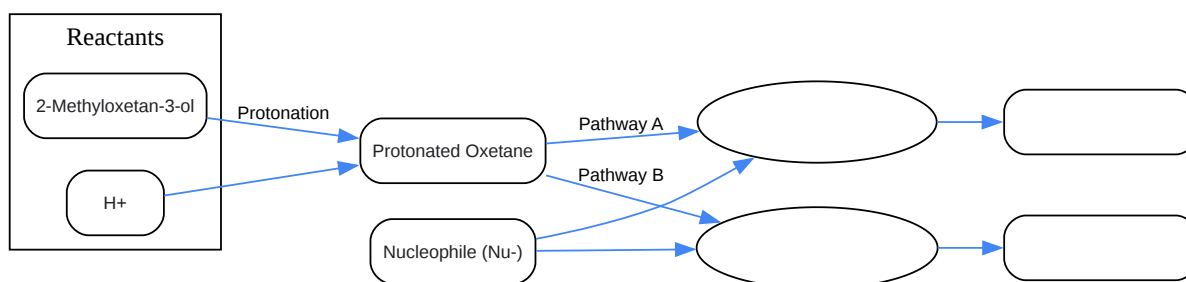 Reactants
2-Methyloxetan-3-ol
H+
Protonation
Protonated Oxetane
Nucleophile (Nu-)
Pathway A
Pathway B